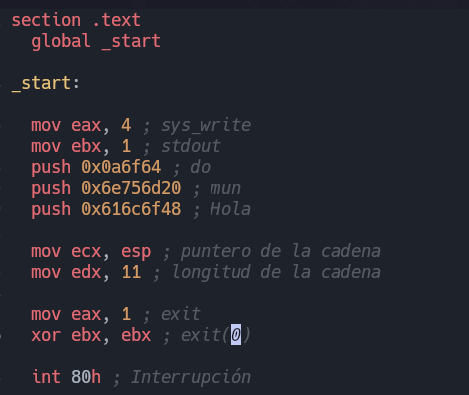 section .text
global _start
_start:
mov eax, 4 ; sys_write
mov ebx, 1 ; stdout
push 0x0a6f64 ; do
push 0x6e756d20 ; mun
push 0x616c6f48 ; Hola
mov ecx, esp ; puntero de la cadena
mov edx, 11 ; longitud de la cadena
mov eax, 1 ; exit
xor ebx, ebx ; exit(0)
int 80h ; Interrupción